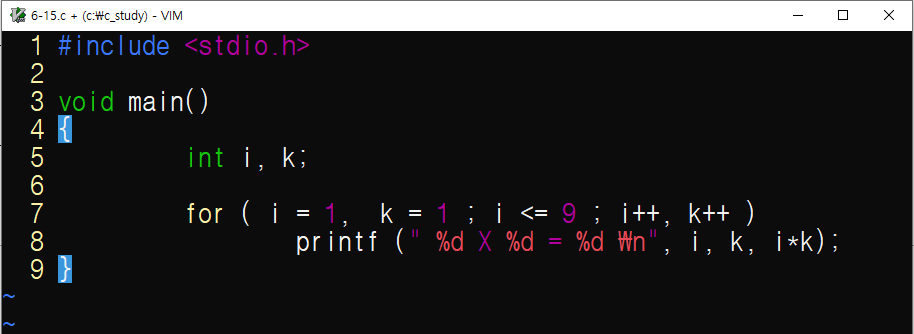 6-15.c + (c:₩c_study) - VIM
1 #include <stdio.h>
2
3 void main()
4 {
5 int i, k;
6
7 for ( i = 1, k = 1 ; i <= 9 ; i++, k++ )
8 printf (" %d X %d = %d ₩n", i, k, i*k);
9 }
~
~